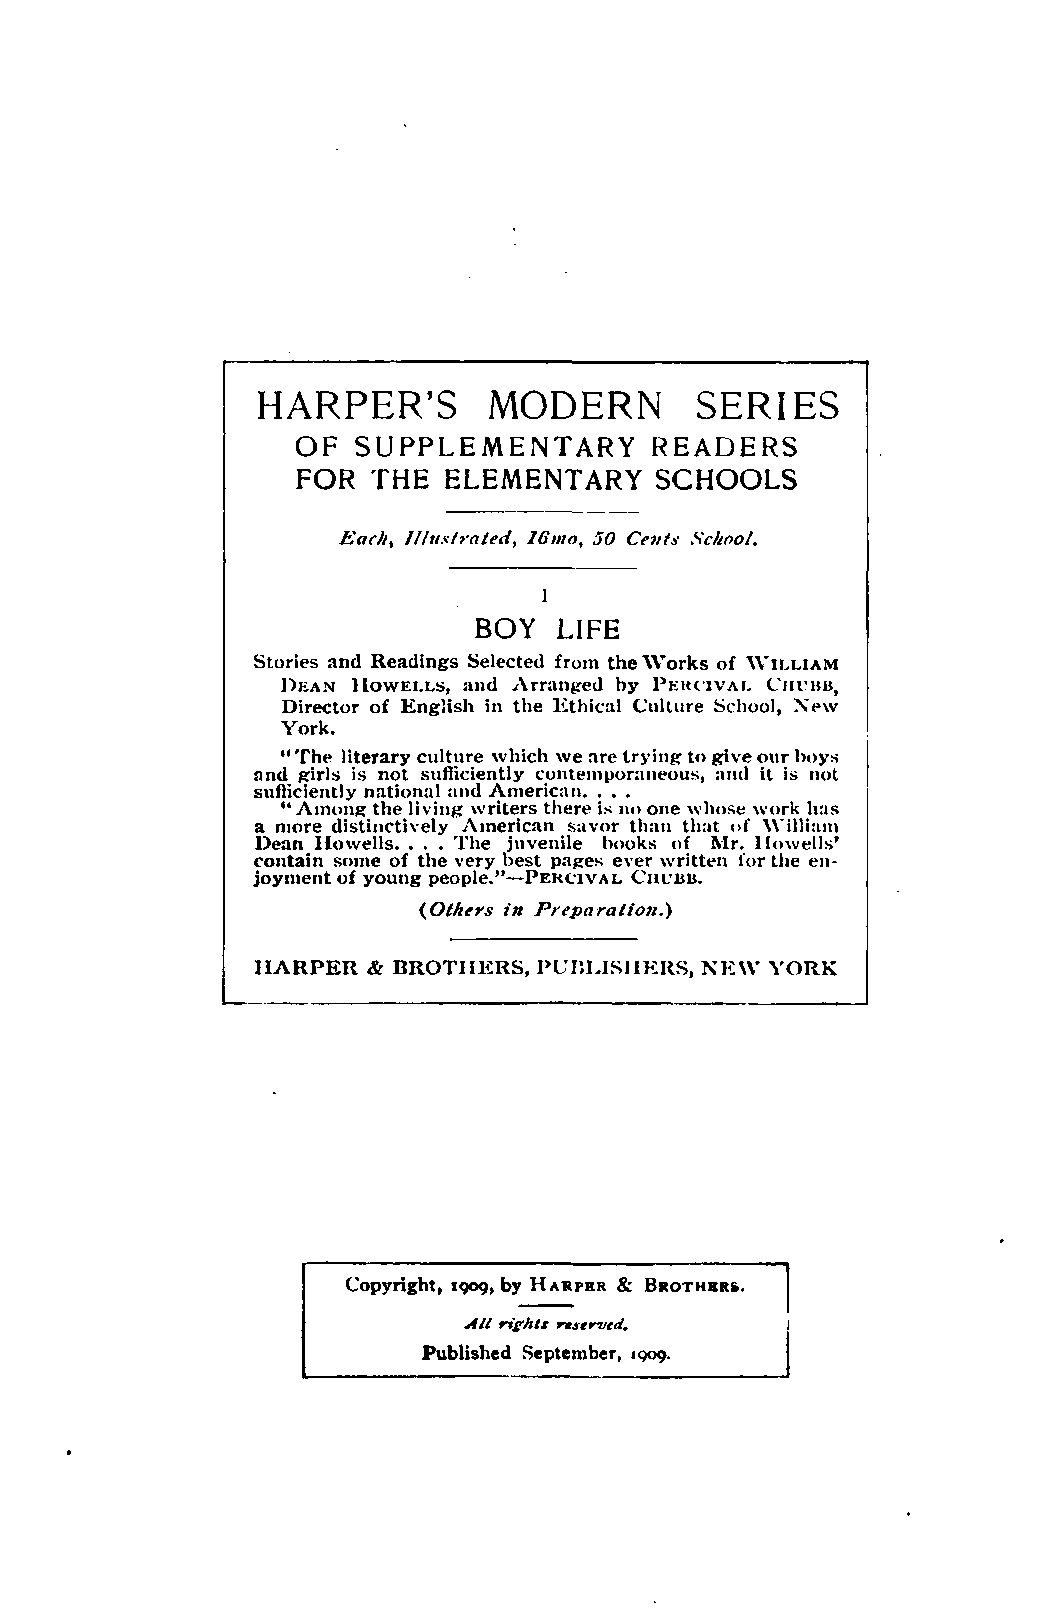 HARPER'S MODERN SERIES
OF SUPPLEMENTARY READERS
FOR THE ELEMENTARY SCHOOLS
Each, Illustrated, 16mo, 50 Cents School.
1
BOY LIFE
Stories and Readings Selected from the Works of WILLIAM
DEAN HOWELLS, and Arranged by PERCIVAL CHUBB,
Director of English in the Ethical Culture School, New
York.
"The literary culture which we are trying to give our boys
and girls is not sufficiently contemporaneous, and it is not
sufficiently national and American. . . .
"Among the living writers there is no one whose work has
a more distinctively American savor than that of William
Dean Howells. . . . The juvenile books of Mr. Howells'
contain some of the very best pages ever written for the en-
joyment of young people."—PERCIVAL CHUBB.
(Others in Preparation.)
HARPER & BROTHERS, PUBLISHERS, NEW YORK
Copyright, 1909, by HARPER & BROTHERS.
All rights reserved.
Published September, 1909.